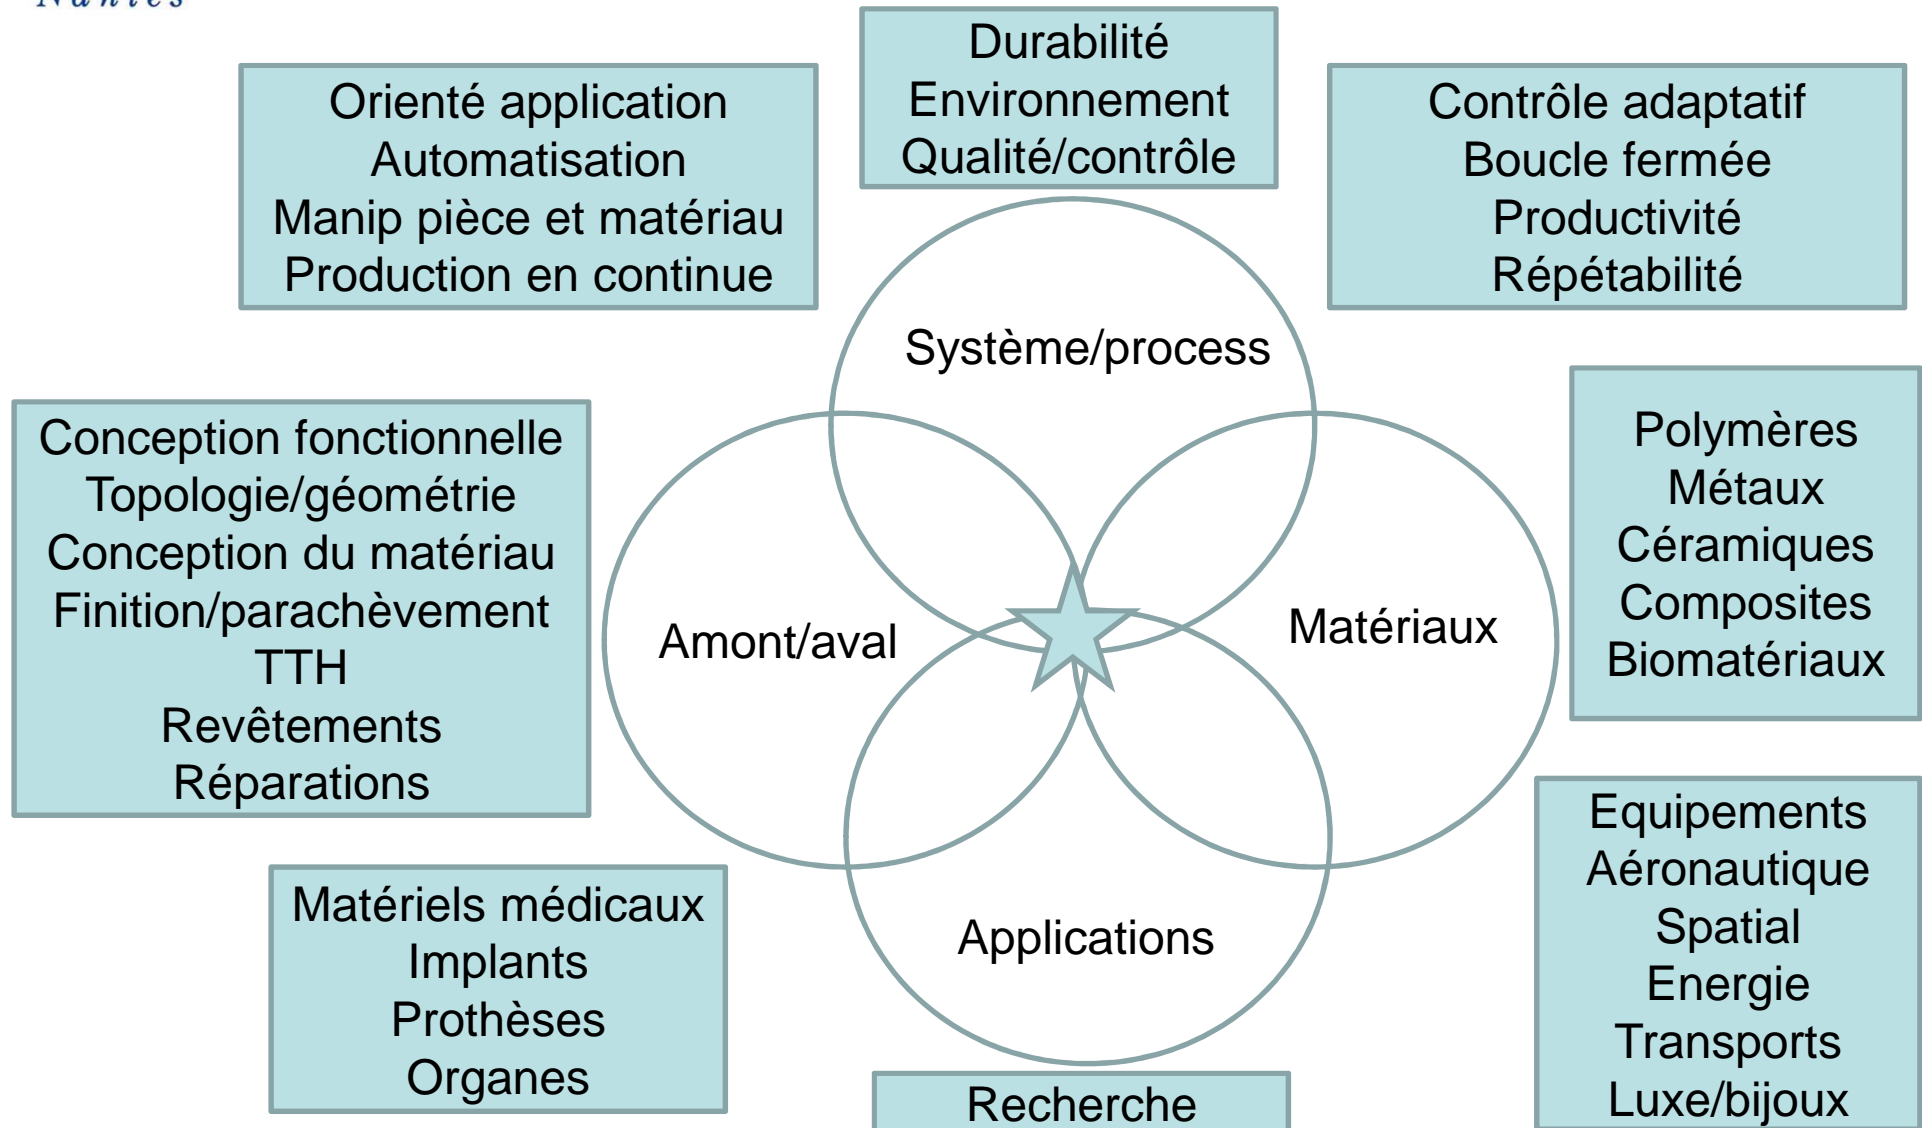 Nantes
Durabilité
Environnement
Qualité/contrôle
Orienté application
Automatisation
Manip pièce et matériau
Production en continue
Contrôle adaptatif
Boucle fermée
Productivité
Répétabilité
Système/process
Conception fonctionnelle
Topologie/géométrie
Conception du matériau
Finition/parachèvement
TTH
Revêtements
Réparations
Amont/aval
Matériaux
Polymères
Métaux
Céramiques
Composites
Biomatériaux
Applications
Matériels médicaux
Implants
Prothèses
Organes
Equipements
Aéronautique
Spatial
Energie
Transports
Luxe/bijoux
Recherche